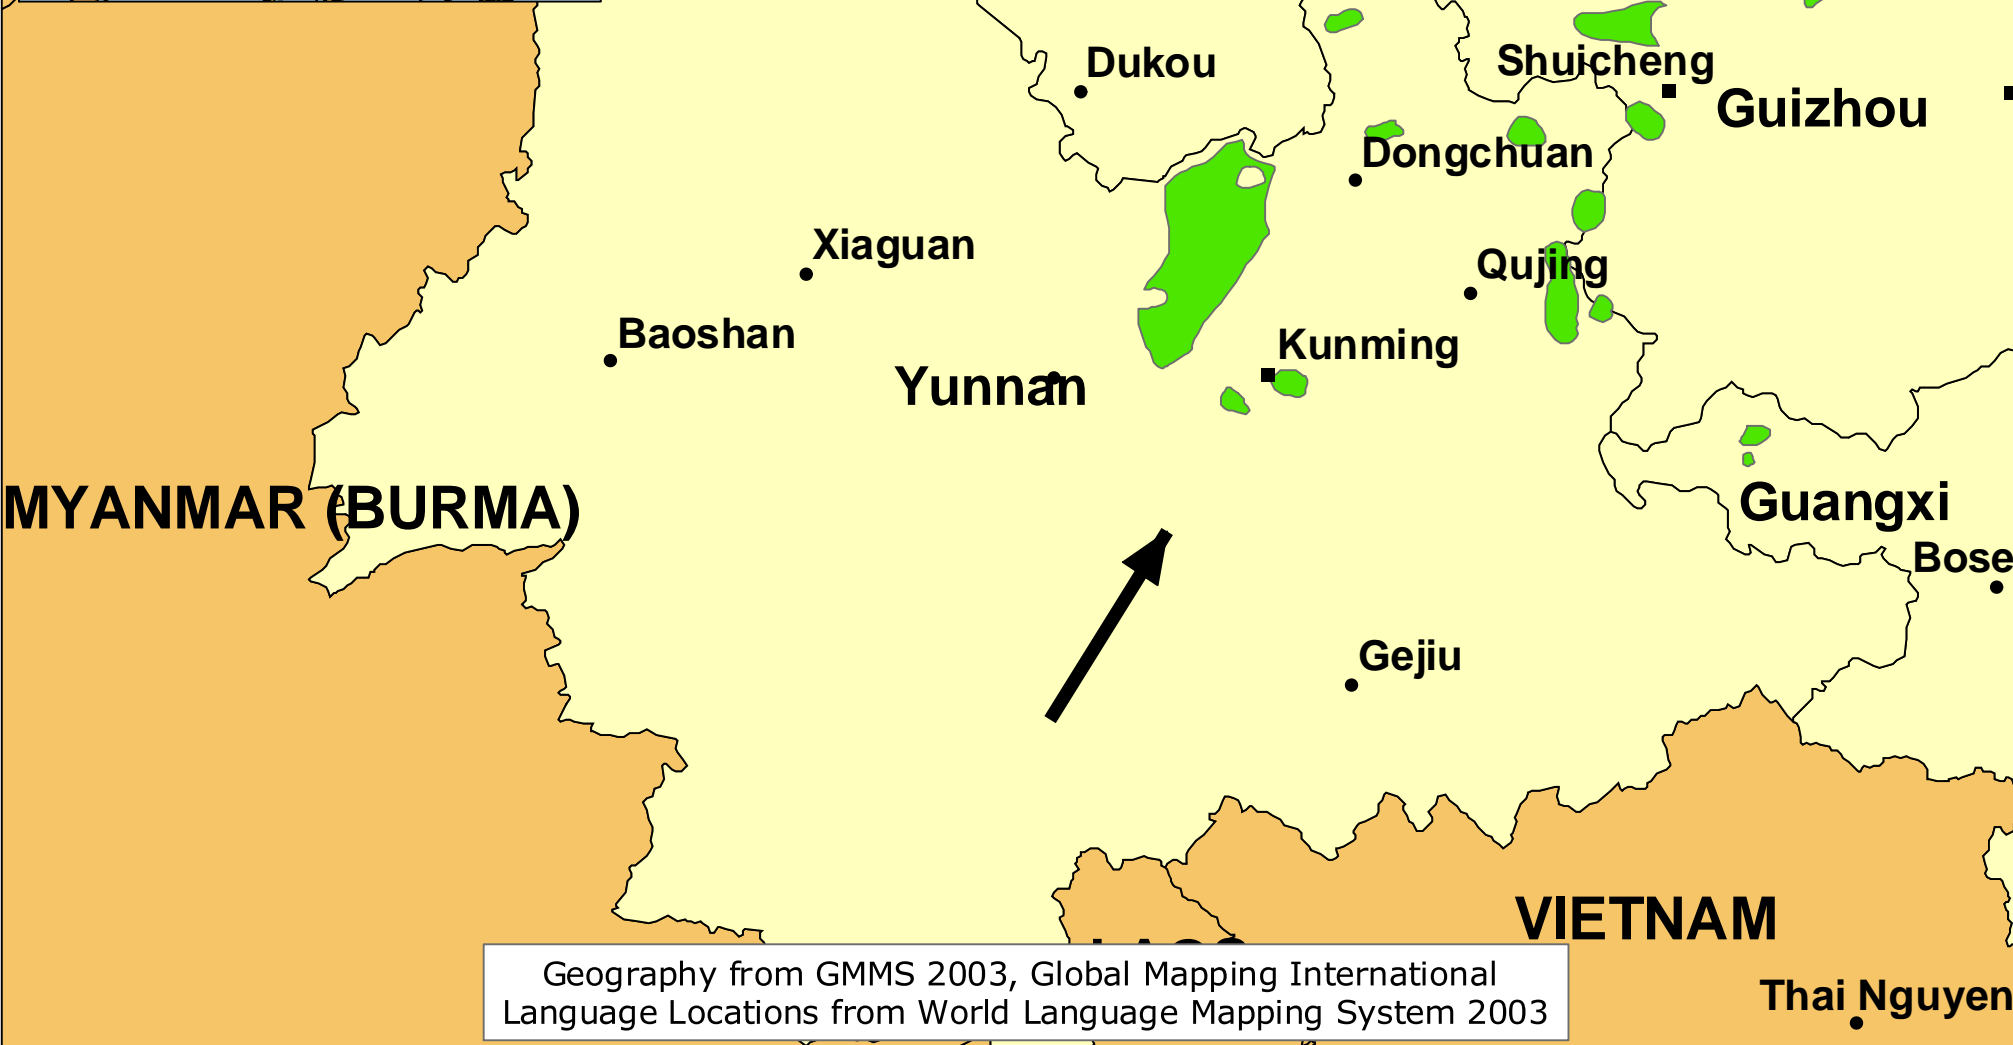 Dukou
Shuicheng
Guizhou
Dongchuan
Xiaguan
Qujing
Baoshan
Kunming
Yunnan
MYANMAR (BURMA)
Guangxi
Bose
Gejiu
VIETNAM
LAOS
Geography from GMMS 2003, Global Mapping International
Language Locations from World Language Mapping System 2003
Thai Nguyen